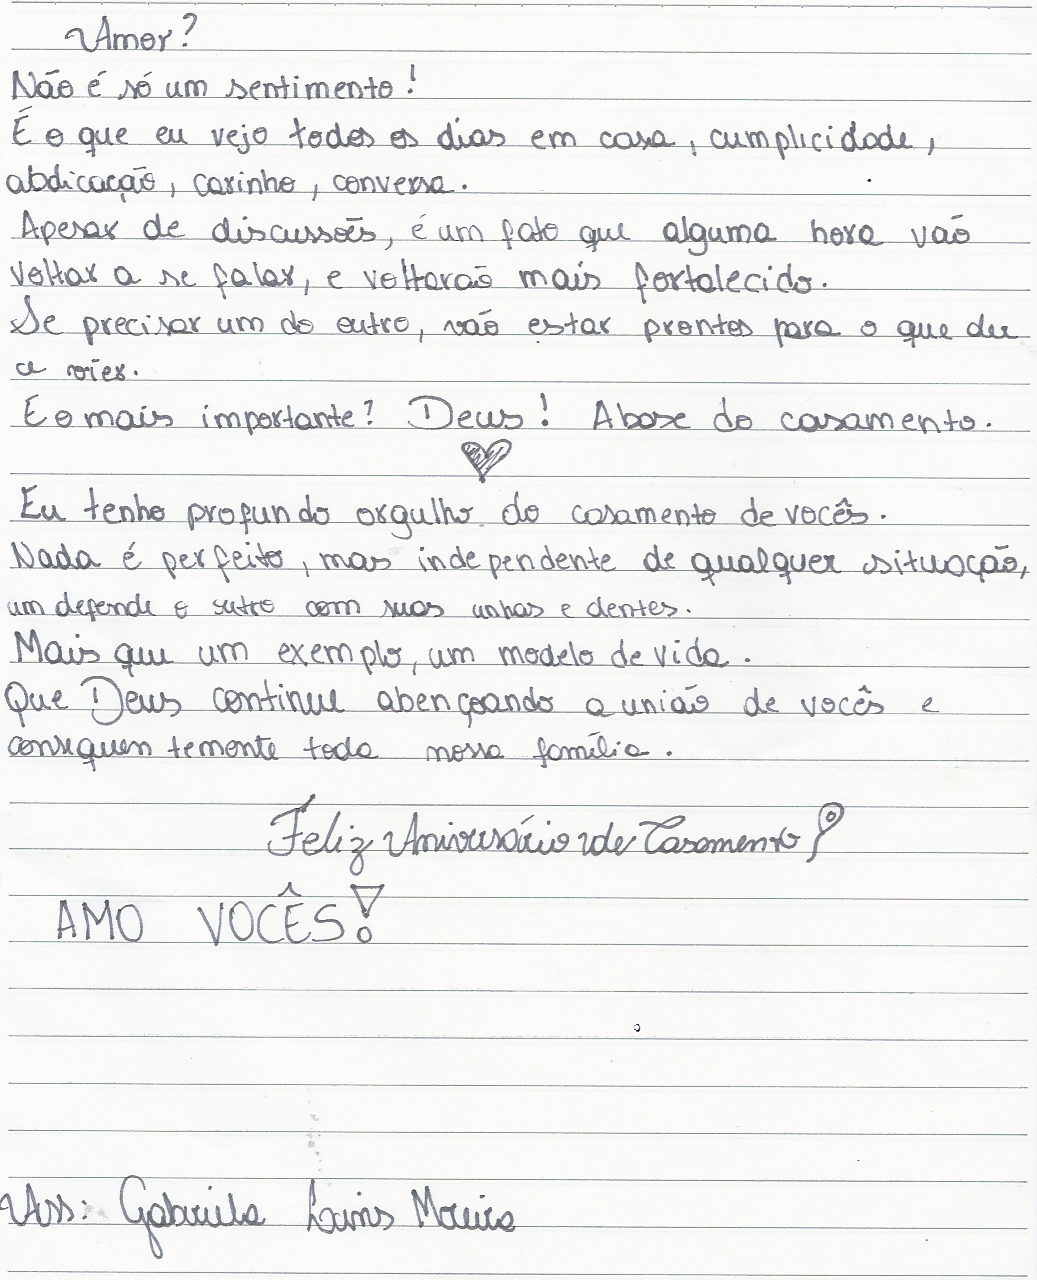 Amor?
Não é só um sentimento!
É o que eu vejo todos os dias em casa, cumplicidade,
abdicação, carinho, conversa.
Apesar de discussões, é um fato que alguma hora vão
voltar a se falar, e voltarão mais fortalecido.
Se precisar um do outro, vão estar prontos para o que der
e vier.
E o mais importante? Deus! A base do casamento.
Eu tenho profundo orgulho do casamento de vocês.
Nada é perfeito, mas independente de qualquer situação,
um defende o outro com suas unhas e dentes.
Mais que um exemplo, um modelo de vida.
Que Deus continue abençoando a união de vocês e
consequentemente toda nossa família.
Feliz Aniversário de Casamento!
AMO VOCÊS!
Ass: Gabriela